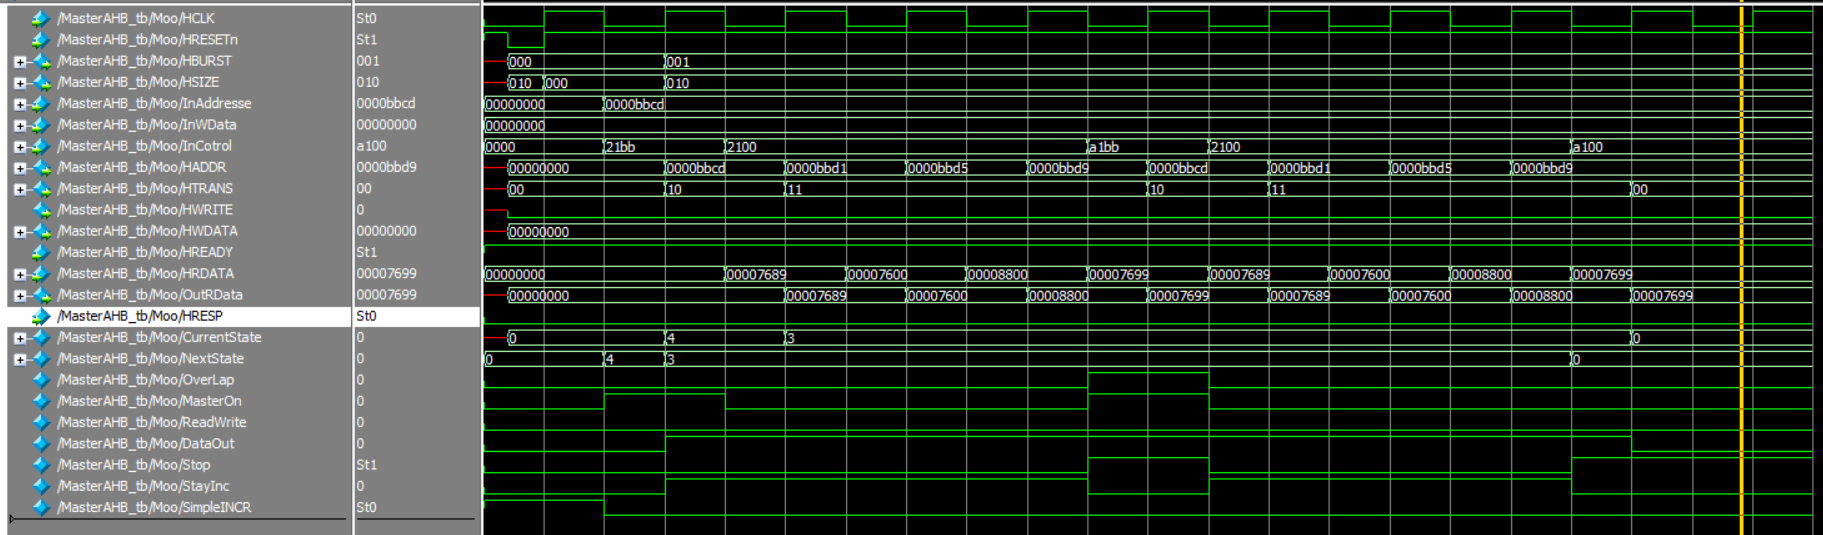 /MasterAHB_tb/Moo/HCLK St0
/MasterAHB_tb/Moo/HRESETn St1
/MasterAHB_tb/Moo/HBURST 001 000 001
/MasterAHB_tb/Moo/HSIZE 010 010 000 010
/MasterAHB_tb/Moo/InAddresse 0000bbcd 00000000 0000bbcd
/MasterAHB_tb/Moo/InWData 00000000 00000000
/MasterAHB_tb/Moo/InCotrol a100 0000 21bb 2100 a1bb 2100 a100
/MasterAHB_tb/Moo/HADDR 0000bbd9 00000000 0000bbcd 0000bbd1 0000bbd5 0000bbd9 0000bbcd 0000bbd1 0000bbd5 0000bbd9
/MasterAHB_tb/Moo/HTRANS 00 00 10 11 10 11 00
/MasterAHB_tb/Moo/HWRITE 0
/MasterAHB_tb/Moo/HWDATA 00000000 00000000
/MasterAHB_tb/Moo/HREADY St1
/MasterAHB_tb/Moo/HRDATA 00007699 00000000 00007689 00007600 00008800 00007699 00007689 00007600 00008800 00007699
/MasterAHB_tb/Moo/OutRData 00007699 00000000 00007689 00007600 00008800 00007699 00007689 00007600 00008800 00007699
/MasterAHB_tb/Moo/HRESP St0
/MasterAHB_tb/Moo/CurrentState 0 0 4 3 0
/MasterAHB_tb/Moo/NextState 0 0 4 3 0
/MasterAHB_tb/Moo/OverLap 0
/MasterAHB_tb/Moo/MasterOn 0
/MasterAHB_tb/Moo/ReadWrite 0
/MasterAHB_tb/Moo/DataOut 0
/MasterAHB_tb/Moo/Stop St1
/MasterAHB_tb/Moo/StayInc 0
/MasterAHB_tb/Moo/SimpleINCR St0